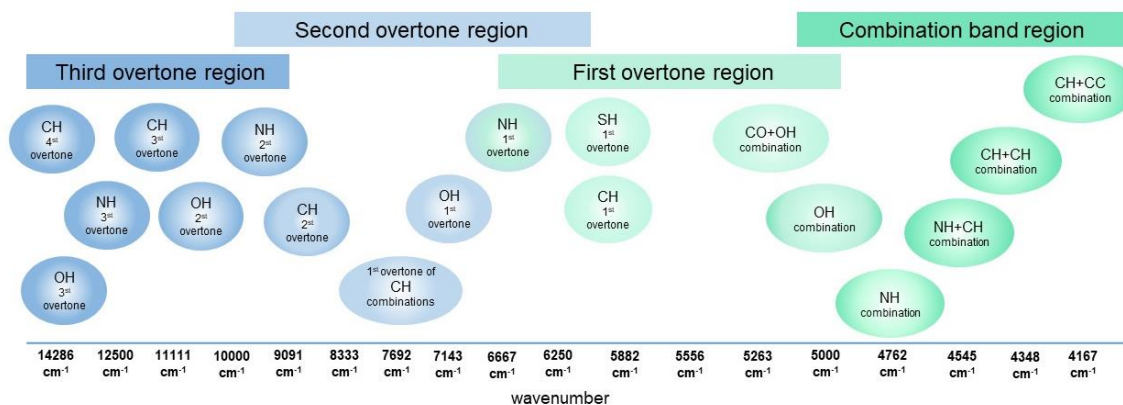 Second overtone region
Combination band region
Third overtone region
First overtone region
CH
4st
overtone
CH
3st
overtone
NH
2st
overtone
NH
1st
overtone
SH
1st
overtone
CO+OH
combination
CH+CH
combination
CH+CC
combination
NH
3st
overtone
OH
2st
overtone
CH
2st
overtone
OH
1st
overtone
CH
1st
overtone
OH
combination
NH+CH
combination
OH
3st
overtone
1st overtone of
CH
combinations
NH
combination
14286 12500 11111 10000 9091 8333 7692 7143 6667 6250 5882 5556 5263 5000 4762 4545 4348 4167
cm-1 cm-1 cm-1 cm-1 cm-1 cm-1 cm-1 cm-1 cm-1 cm-1 cm-1 cm-1 cm-1 cm-1 cm-1 cm-1 cm-1 cm-1
wavenumber